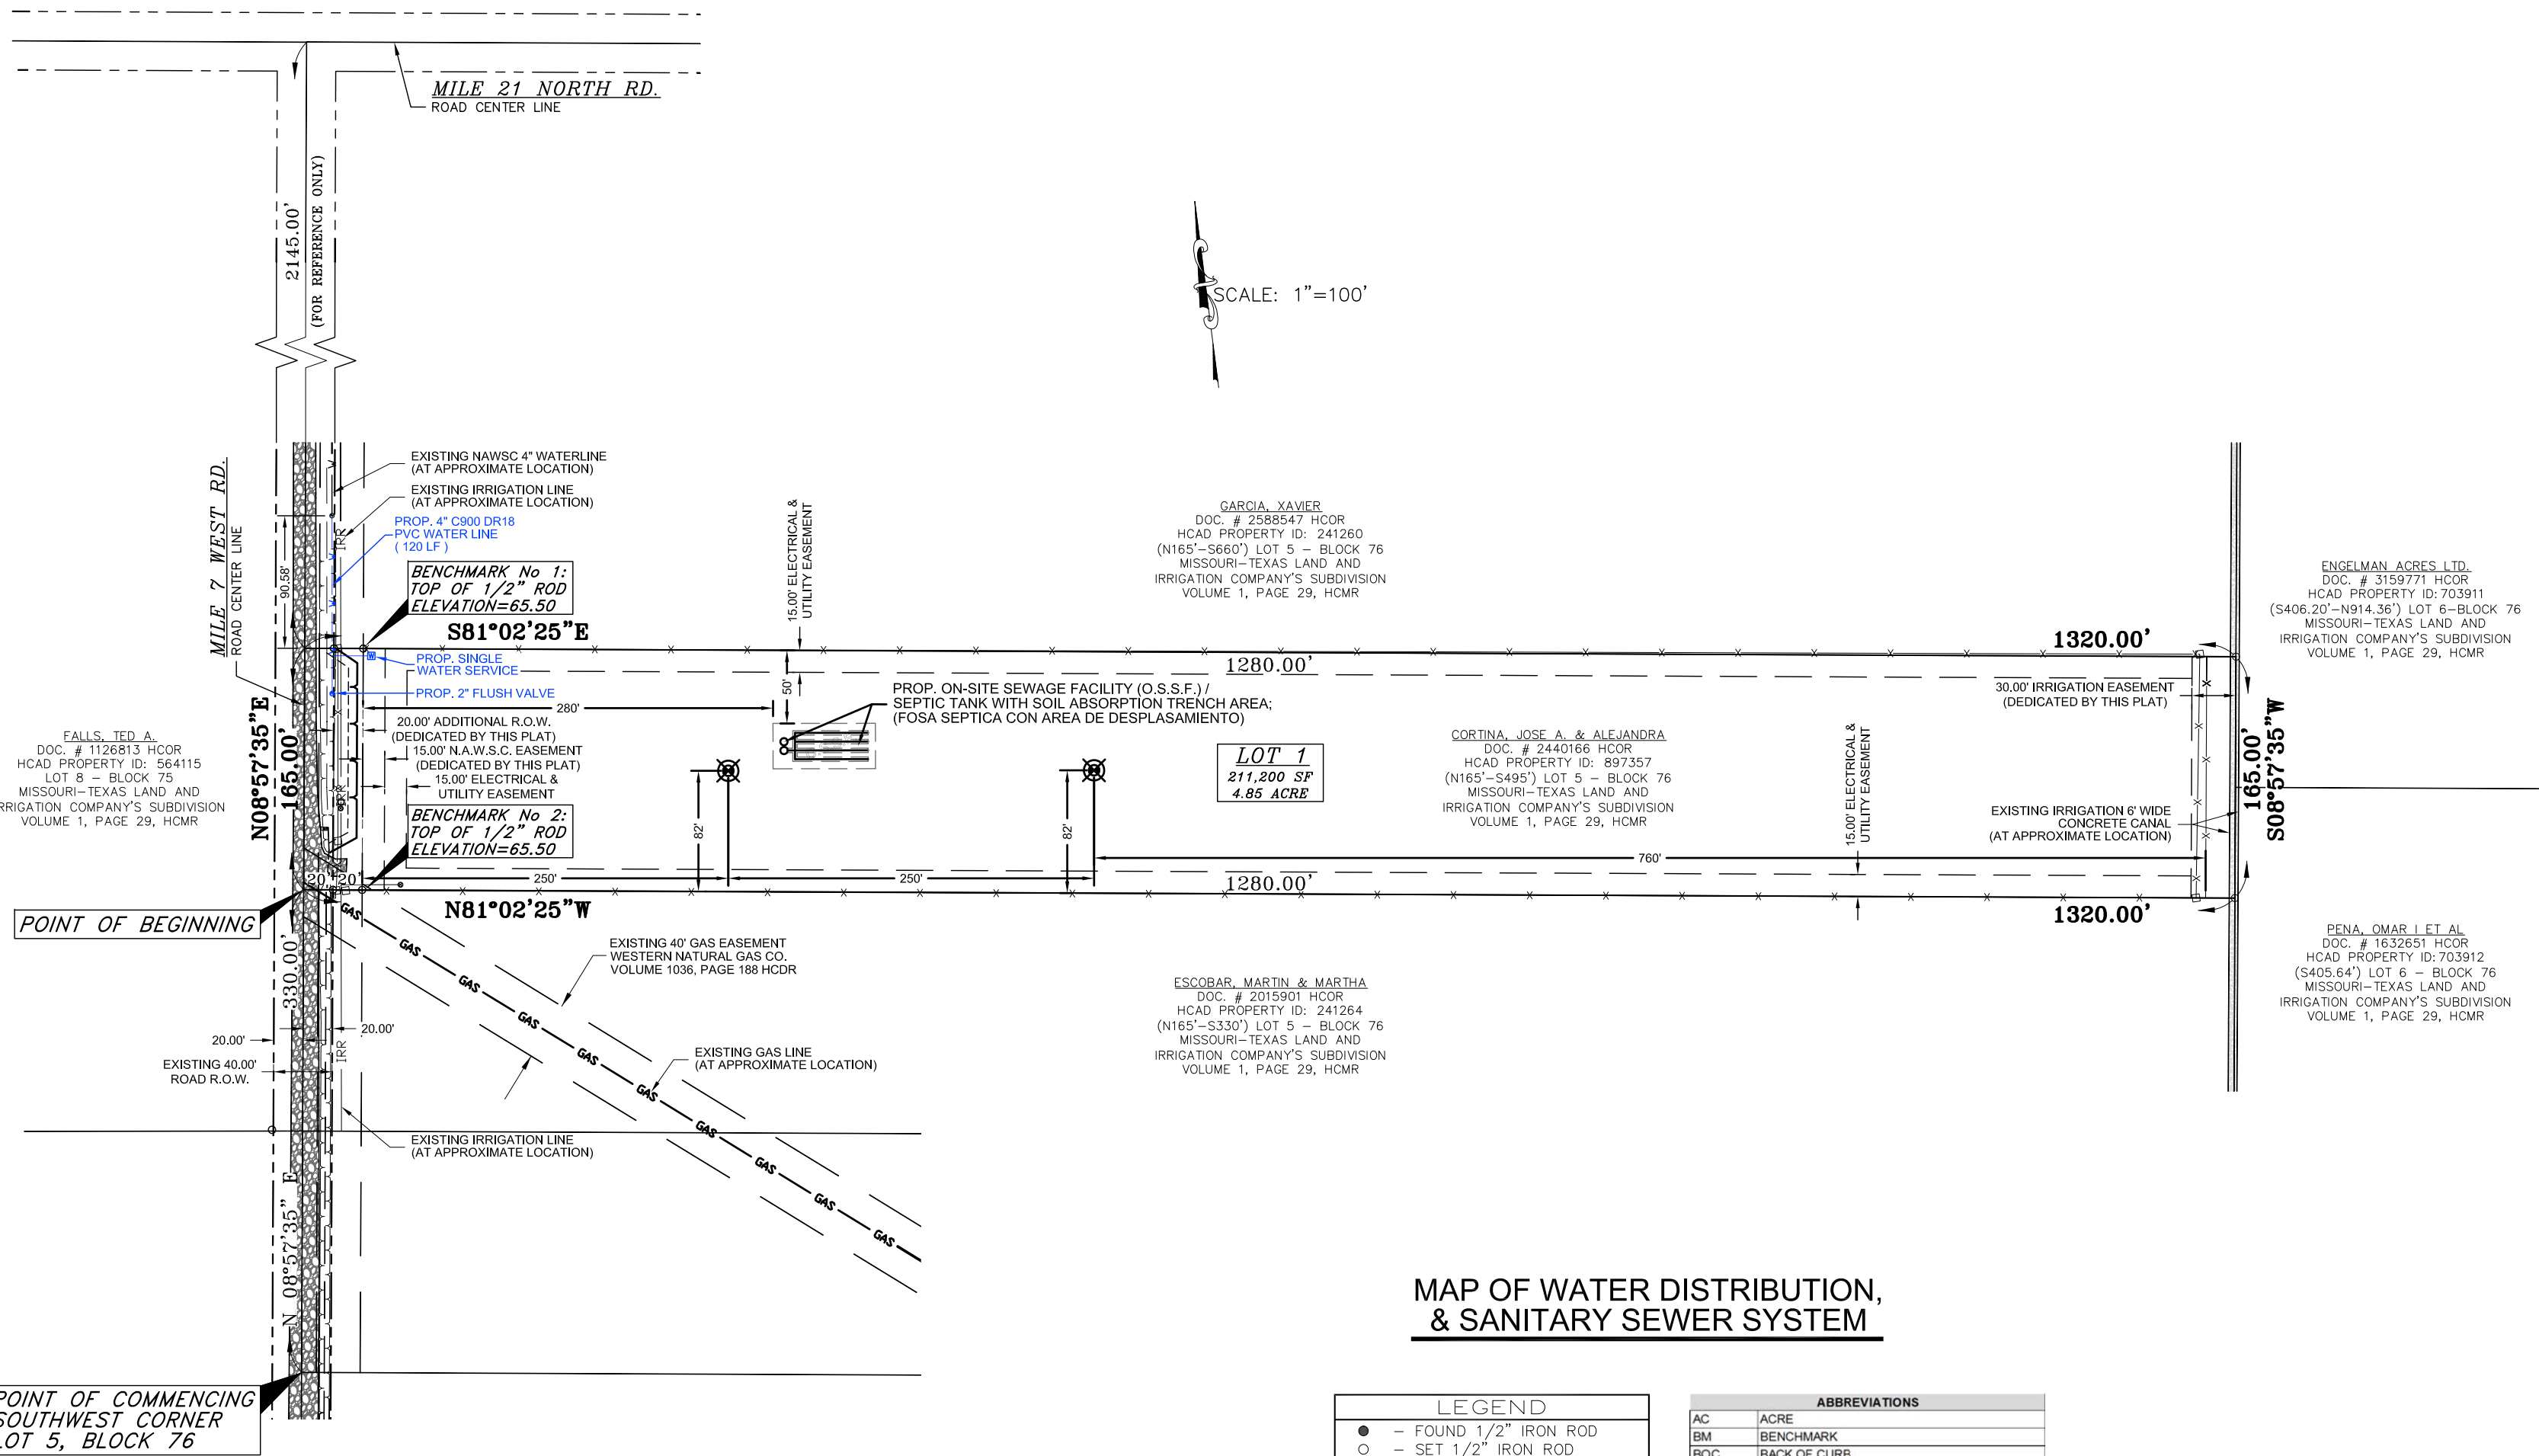 MILE 21 NORTH RD.
ROAD CENTER LINE
2145.00'
(FOR REFERENCE ONLY)
SCALE: 1"=100'
MILE 7 WEST RD.
ROAD CENTER LINE
EXISTING NAWSC 4" WATERLINE
(AT APPROXIMATE LOCATION)
EXISTING IRRIGATION LINE
(AT APPROXIMATE LOCATION)
PROP. 4" C900 DR18
PVC WATER LINE
( 120 LF )
IRR
90.58'
BENCHMARK No 1:
TOP OF 1/2" ROD
ELEVATION=65.50
S81°02'25"E
15.00' ELECTRICAL &
UTILITY EASEMENT
GARCIA, XAVIER
DOC. # 2588547 HCOR
HCAD PROPERTY ID: 241260
(N165'-S660') LOT 5 - BLOCK 76
MISSOURI-TEXAS LAND AND
IRRIGATION COMPANY'S SUBDIVISION
VOLUME 1, PAGE 29, HCMR
ENGELMAN ACRES LTD.
DOC. # 3159771 HCOR
HCAD PROPERTY ID: 703911
(S406.20'-N914.36') LOT 6-BLOCK 76
MISSOURI-TEXAS LAND AND
IRRIGATION COMPANY'S SUBDIVISION
VOLUME 1, PAGE 29, HCMR
1320.00'
1280.00'
W
PROP. SINGLE
WATER SERVICE
PROP. 2" FLUSH VALVE
280'
50'
PROP. ON-SITE SEWAGE FACILITY (O.S.S.F.) /
SEPTIC TANK WITH SOIL ABSORPTION TRENCH AREA;
(FOSA SEPTICA CON AREA DE DESPLASAMIENTO)
30.00' IRRIGATION EASEMENT
(DEDICATED BY THIS PLAT)
N08°57'35"E
165.00'
FALLS, TED A.
DOC. # 1126813 HCOR
HCAD PROPERTY ID: 564115
LOT 8 - BLOCK 75
MISSOURI-TEXAS LAND AND
IRRIGATION COMPANY'S SUBDIVISION
VOLUME 1, PAGE 29, HCMR
20.00' ADDITIONAL R.O.W.
(DEDICATED BY THIS PLAT)
15.00' N.A.W.S.C. EASEMENT
(DEDICATED BY THIS PLAT)
15.00' ELECTRICAL &
UTILITY EASEMENT
IRR
BENCHMARK No 2:
TOP OF 1/2" ROD
ELEVATION=65.50
LOT 1
211,200 SF
4.85 ACRE
CORTINA, JOSE A. & ALEJANDRA
DOC. # 2440166 HCOR
HCAD PROPERTY ID: 897357
(N165'-S495') LOT 5 - BLOCK 76
MISSOURI-TEXAS LAND AND
IRRIGATION COMPANY'S SUBDIVISION
VOLUME 1, PAGE 29, HCMR
15.00' ELECTRICAL &
UTILITY EASEMENT
EXISTING IRRIGATION 6' WIDE
CONCRETE CANAL
(AT APPROXIMATE LOCATION)
165.00'
S08°57'35"W
82'
82'
760'
20'
20'
250'
250'
1280.00'
1320.00'
N81°02'25"W
POINT OF BEGINNING
GAS
GAS
GAS
GAS
GAS
GAS
GAS
GAS
GAS
GAS
EXISTING 40' GAS EASEMENT
WESTERN NATURAL GAS CO.
VOLUME 1036, PAGE 188 HCDR
330.00'
20.00'
20.00'
EXISTING 40.00'
ROAD R.O.W.
IRR
EXISTING GAS LINE
(AT APPROXIMATE LOCATION)
EXISTING IRRIGATION LINE
(AT APPROXIMATE LOCATION)
ESCOBAR, MARTIN & MARTHA
DOC. # 2015901 HCOR
HCAD PROPERTY ID: 241264
(N165'-S330') LOT 5 - BLOCK 76
MISSOURI-TEXAS LAND AND
IRRIGATION COMPANY'S SUBDIVISION
VOLUME 1, PAGE 29, HCMR
PENA, OMAR I ET AL
DOC. # 1632651 HCOR
HCAD PROPERTY ID: 703912
(S405.64') LOT 6 - BLOCK 76
MISSOURI-TEXAS LAND AND
IRRIGATION COMPANY'S SUBDIVISION
VOLUME 1, PAGE 29, HCMR
N 08°57'35" E
POINT OF COMMENCING
SOUTHWEST CORNER
LOT 5, BLOCK 76
MAP OF WATER DISTRIBUTION,
& SANITARY SEWER SYSTEM
LEGEND
- FOUND 1/2" IRON ROD
- SET 1/2" IRON ROD
ABBREVIATIONS
AC ACRE
BM BENCHMARK
BOC BACK OF CURB